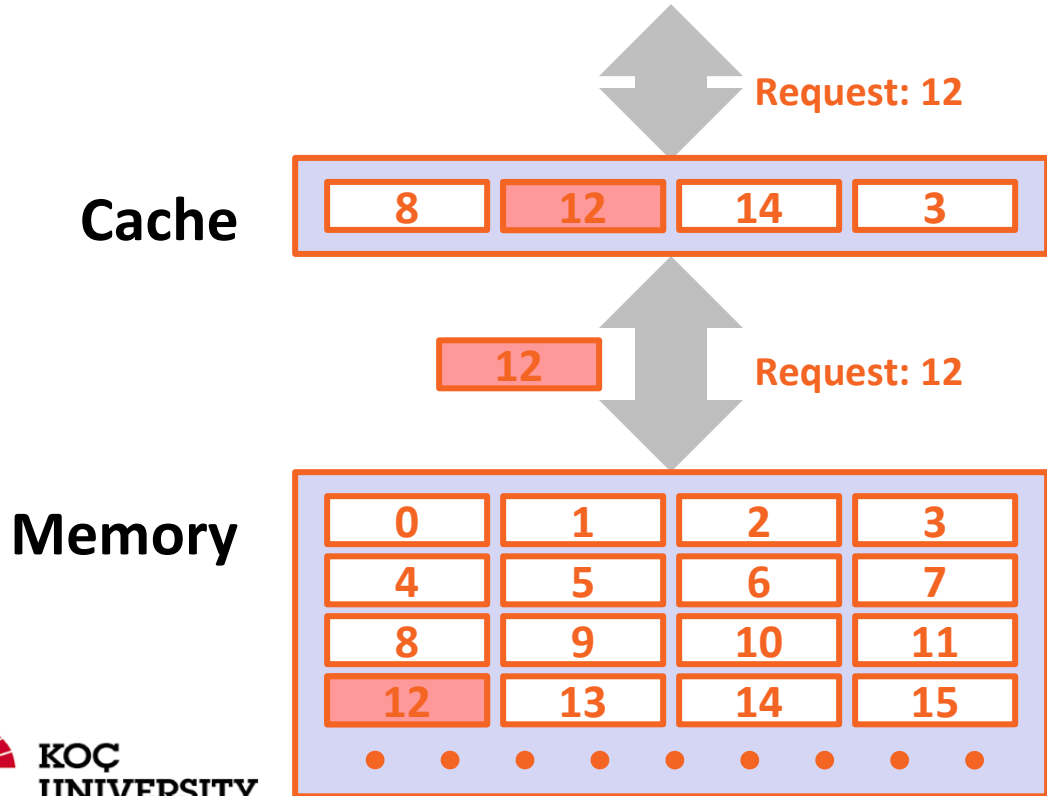 Request: 12
Cache
8 12 14 3
12
Request: 12
Memory
0 1 2 3
4 5 6 7
8 9 10 11
12 13 14 15
KOÇ
UNIVERSITY